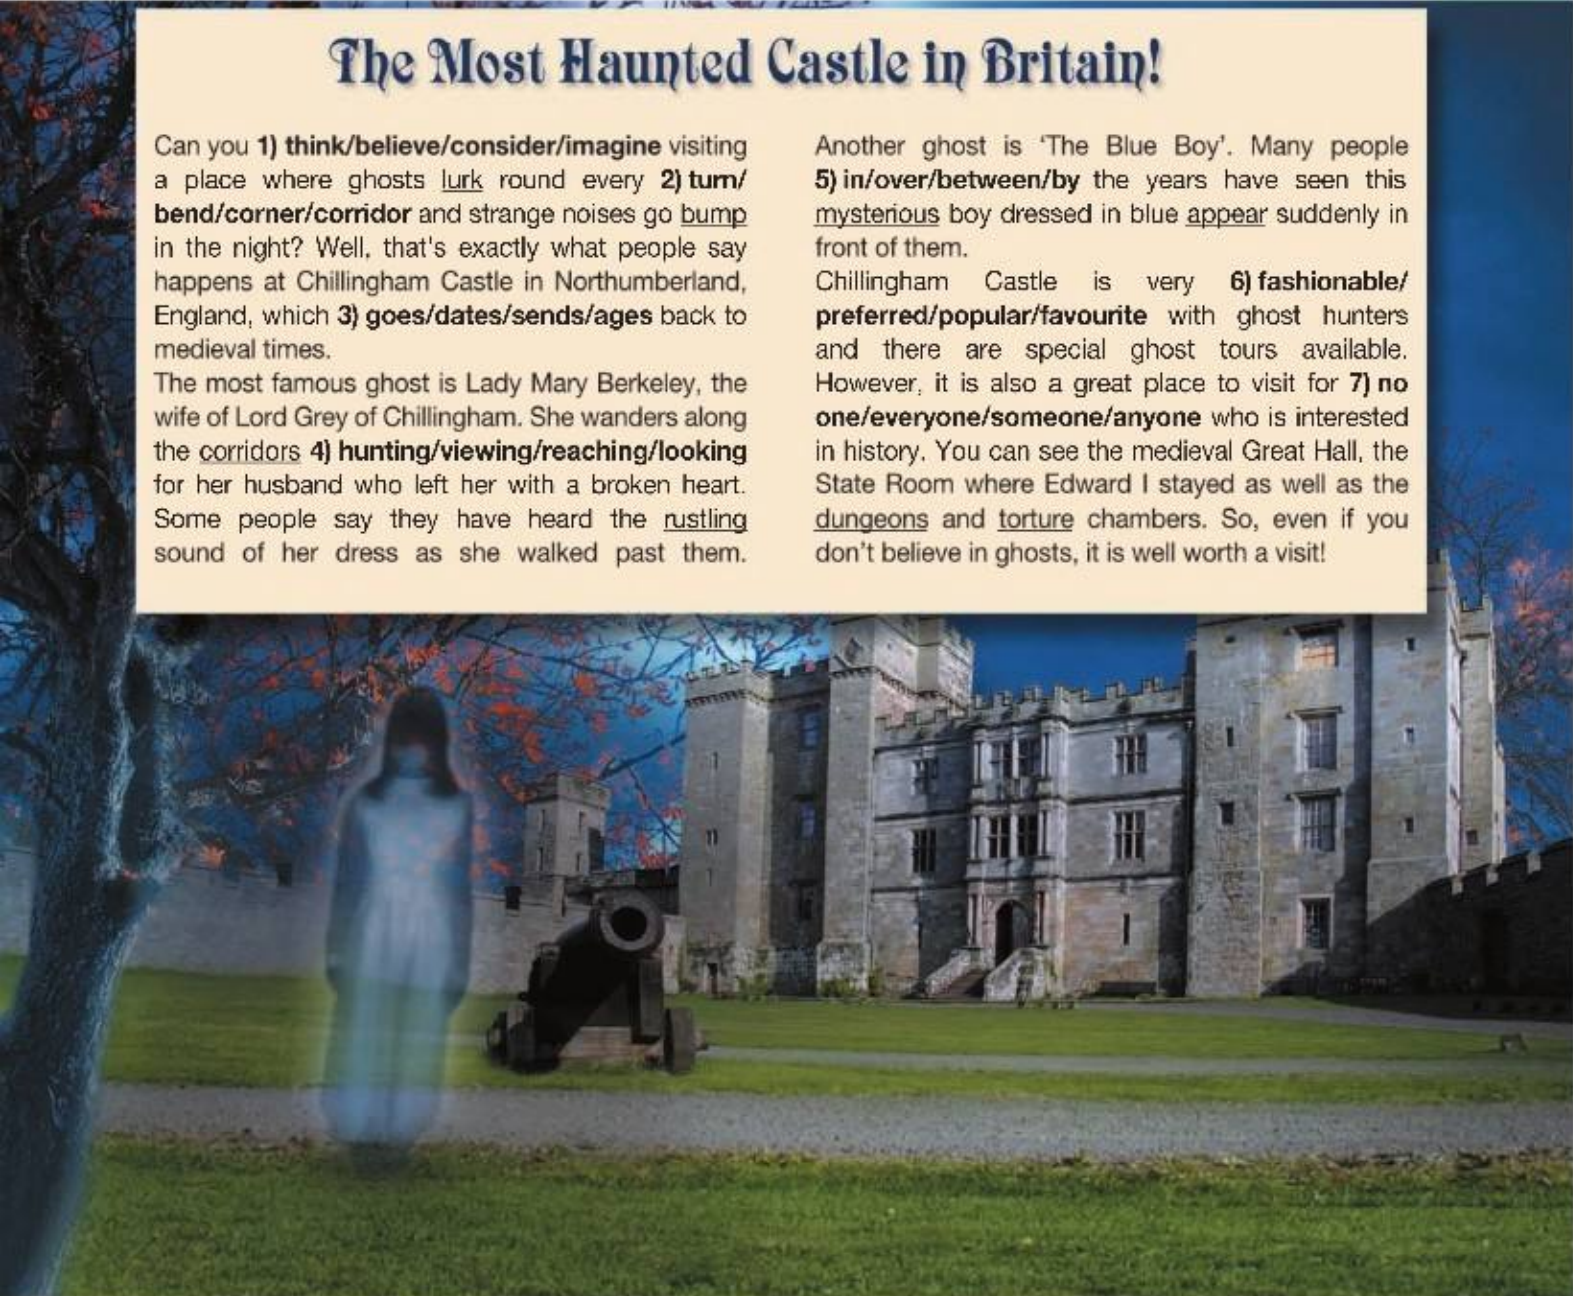 The Most Haunted Castle in Britain!
Can you 1) think/believe/consider/imagine visiting
a place where ghosts lurk round every 2) turn/
bend/corner/corridor and strange noises go bump
in the night? Well, that's exactly what people say
happens at Chillingham Castle in Northumberland,
England, which 3) goes/dates/sends/ages back to
medieval times.
The most famous ghost is Lady Mary Berkeley, the
wife of Lord Grey of Chillingham. She wanders along
the corridors 4) hunting/viewing/reaching/looking
for her husband who left her with a broken heart.
Some people say they have heard the rustling
sound of her dress as she walked past them.
Another ghost is ‘The Blue Boy’. Many people
5) in/over/between/by the years have seen this
mysterious boy dressed in blue appear suddenly in
front of them.
Chillingham Castle is very 6) fashionable/
preferred/popular/favourite with ghost hunters
and there are special ghost tours available.
However, it is also a great place to visit for 7) no
one/everyone/someone/anyone who is interested
in history. You can see the medieval Great Hall, the
State Room where Edward I stayed as well as the
dungeons and torture chambers. So, even if you
don’t believe in ghosts, it is well worth a visit!